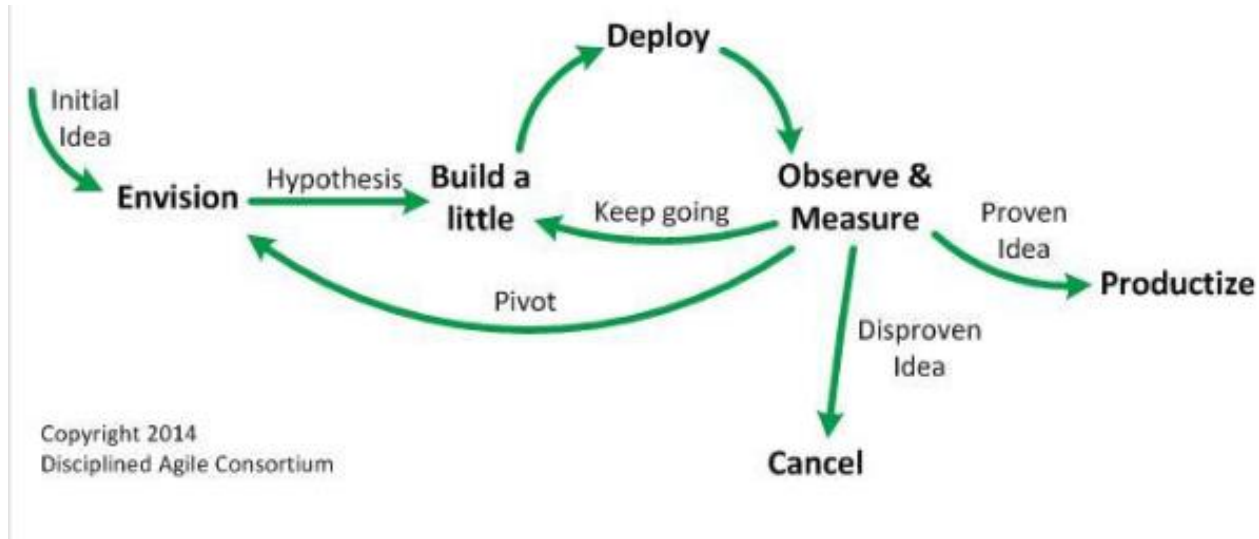 Deploy
Initial
Idea
Envision
Hypothesis
Build a
little
Observe &
Measure
Keep going
Proven
Idea
Productize
Pivot
Disproven
Idea
Cancel
Copyright 2014
Disciplined Agile Consortium